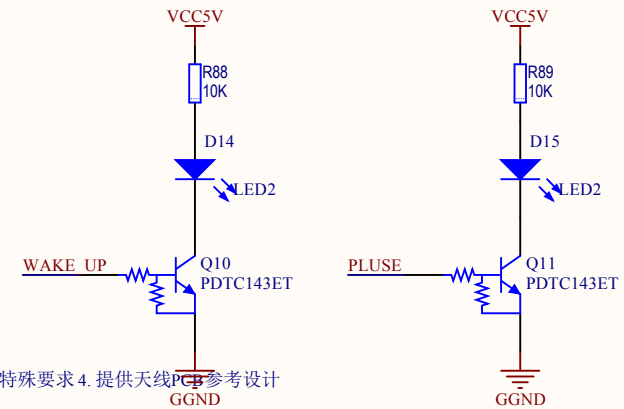 VCC5V
R88
10K
D14
LED2
WAKE_UP
Q10
PDTC143ET
GGND
VCC5V
R89
10K
D15
LED2
PLUSE
Q11
PDTC143ET
GGND
特殊要求 4. 提供天线PCB参考设计